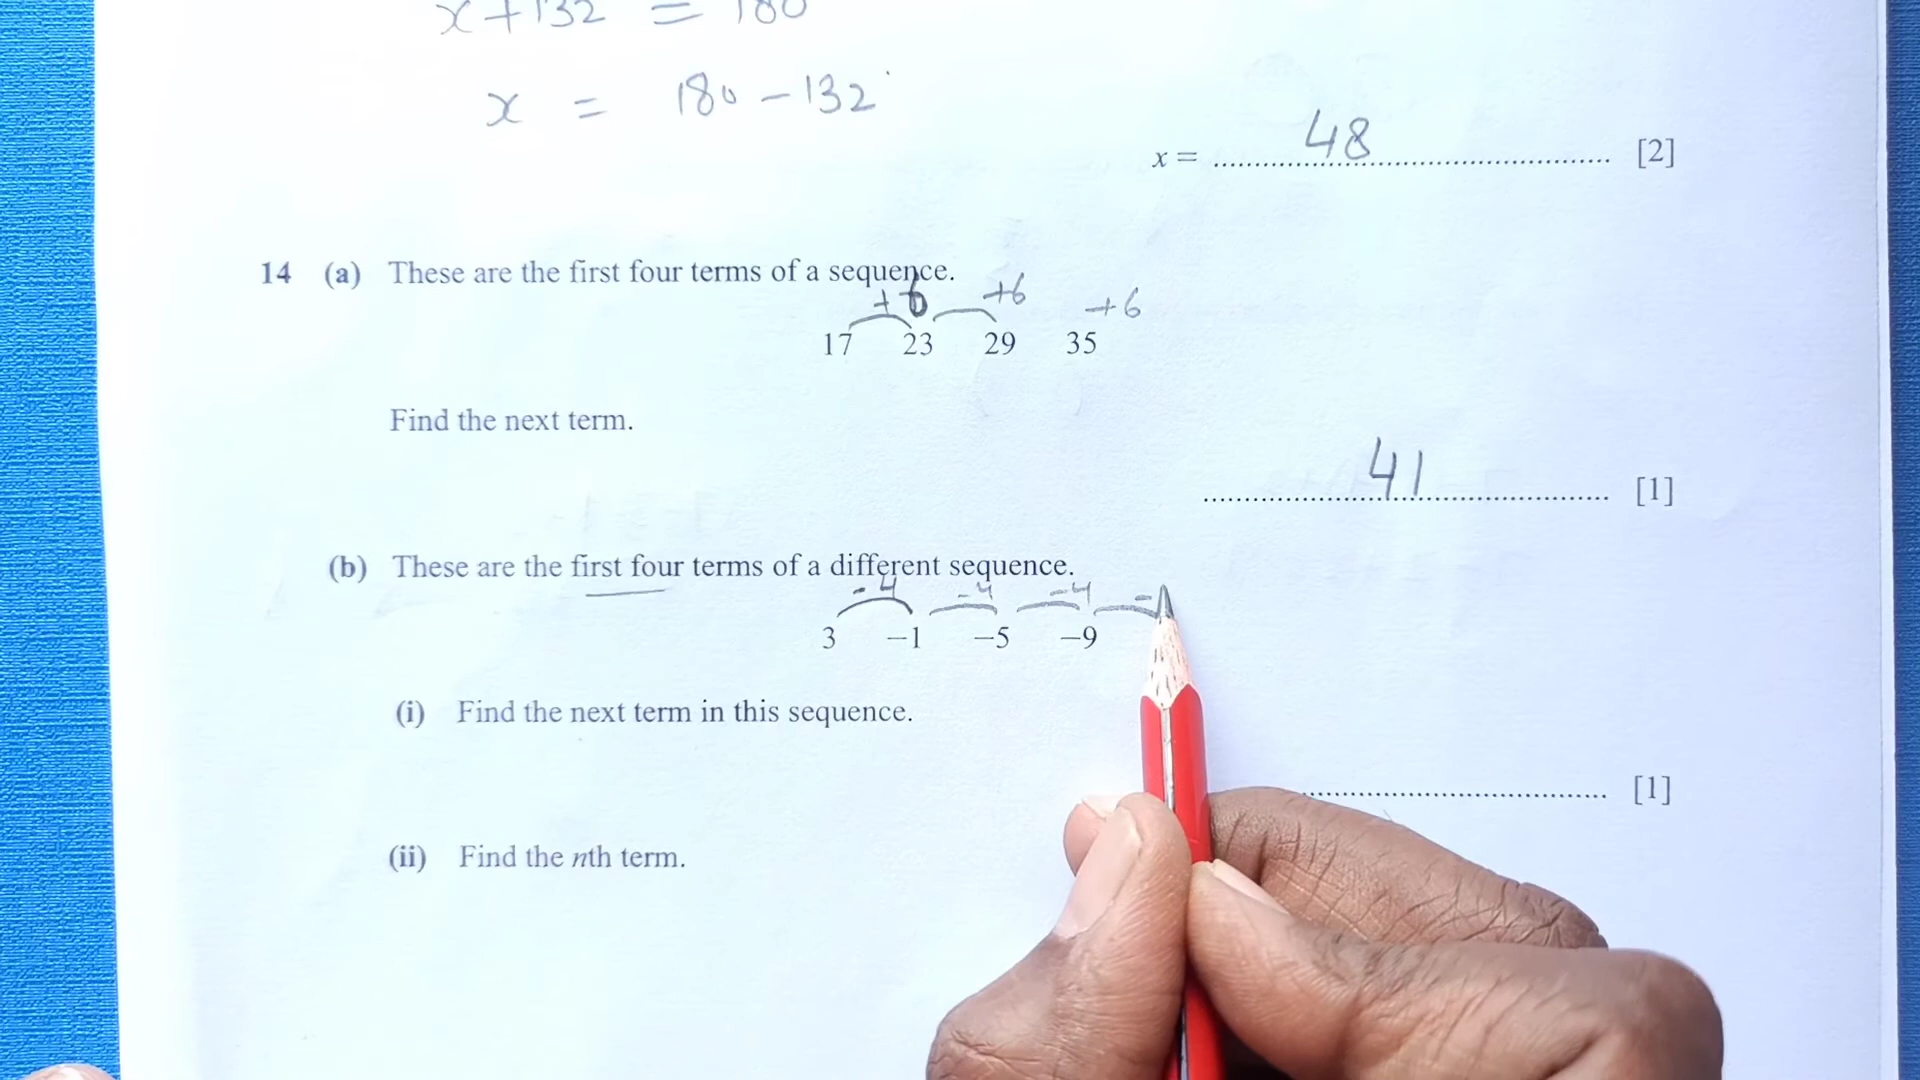 x + 132 = 180
x = 180 - 132
x = ........ 48 ........ [2]
14 (a) These are the first four terms of a sequence.
+6 +6 +6
17 23 29 35
Find the next term.
........ 41 ........ [1]
(b) These are the first four terms of a different sequence.
-4 -4 -4 -
3 −1 −5 −9
(i) Find the next term in this sequence.
........ [1]
(ii) Find the nth term.